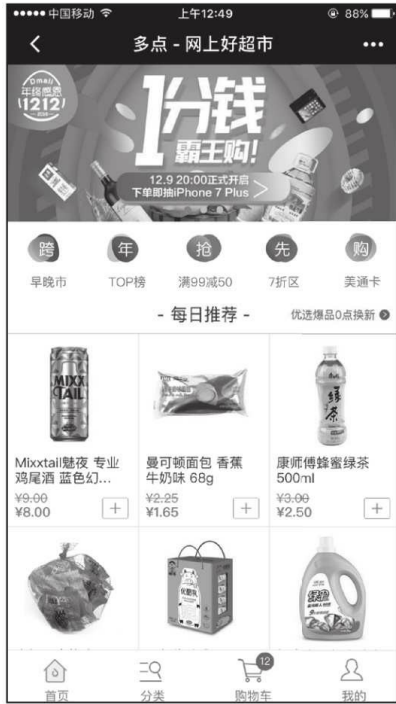 中国移动
上午12:49
88%
多点 - 网上好超市
Dmall
年终感恩
1212
1分钱
霸王购!
12.9 20:00正式开启
下单即抽iPhone 7 Plus
跨 年 抢 先 购
早晚市 TOP榜 满99减50 7折区 美通卡
- 每日推荐 -
优选爆品0点换新
MIXX
TAIL
绿茶
Mixxtail魅夜 专业
鸡尾酒 蓝色幻...
¥9.00
¥8.00
曼可顿面包 香蕉
牛奶味 68g
¥2.25
¥1.65
康师傅蜂蜜绿茶
500ml
¥3.00
¥2.50
12
首页 分类 购物车 我的